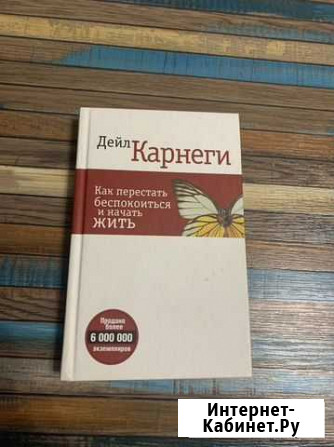 Дейл
Карнеги
Как перестать
беспокоиться
и начать
ЖИТЬ
Продано
более
6 000 000
экземпляров
Интернет-
Кабинет.Ру